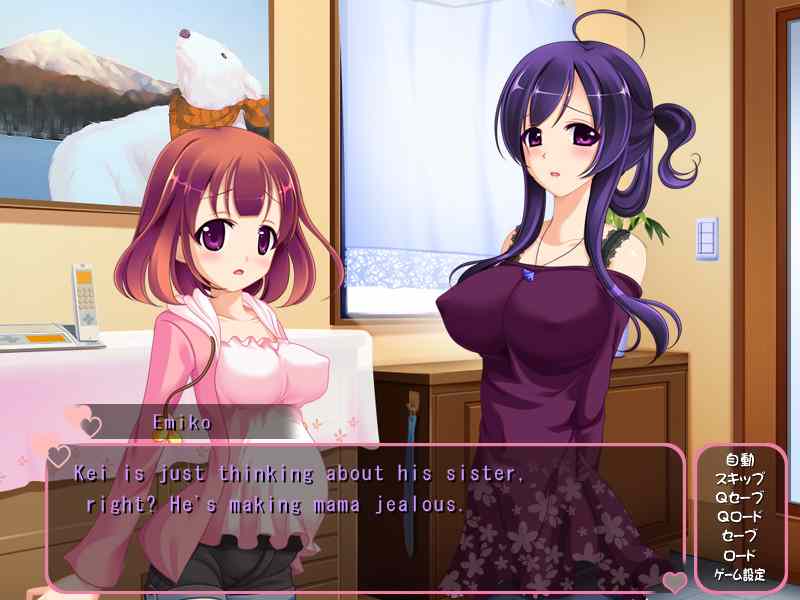 Emiko
Kei is just thinking about his sister,
right? He's making mama jealous.
自動
スキップ
Qセーブ
Qロード
セーブ
ロード
ゲーム設定